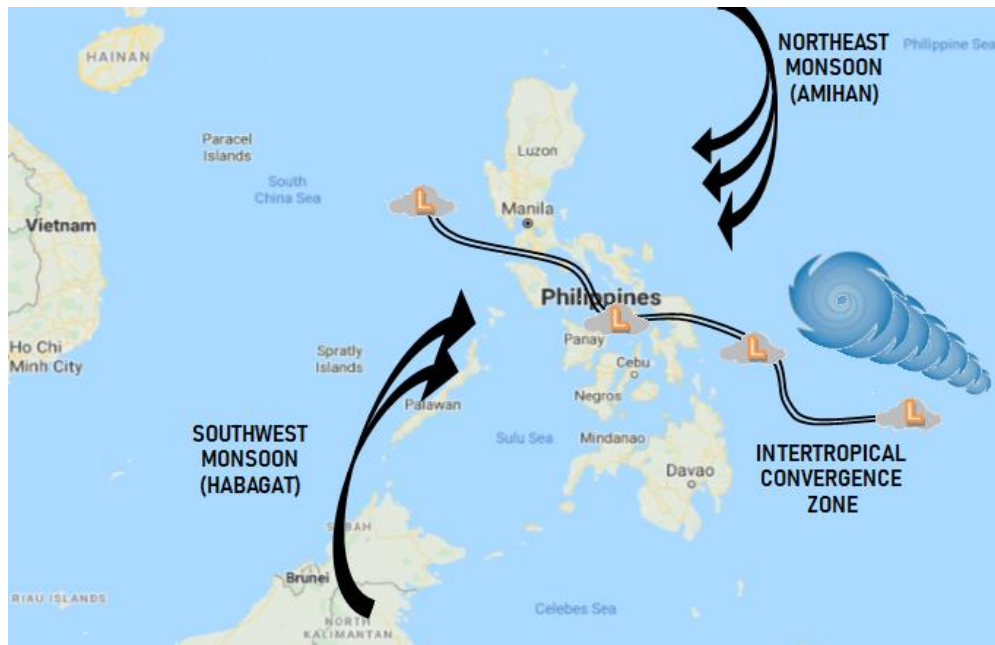 HAINAN
NORTHEAST
MONSOON
(AMIHAN)
Philippine Sea
Paracel
Islands
Luzon
South
China Sea
L
Manila
Vietnam
Philippines
L
Ho Chi
Minh City
Panay
L
Spratly
Islands
Cebu
Negros
Palawan
L
SOUTHWEST
MONSOON
(HABAGAT)
Sulu Sea
Mindanao
INTERTROPICAL
CONVERGENCE
ZONE
Davao
SABAH
Brunei
RIAU ISLANDS
Celebes Sea
NORTH
KALIMANTAN